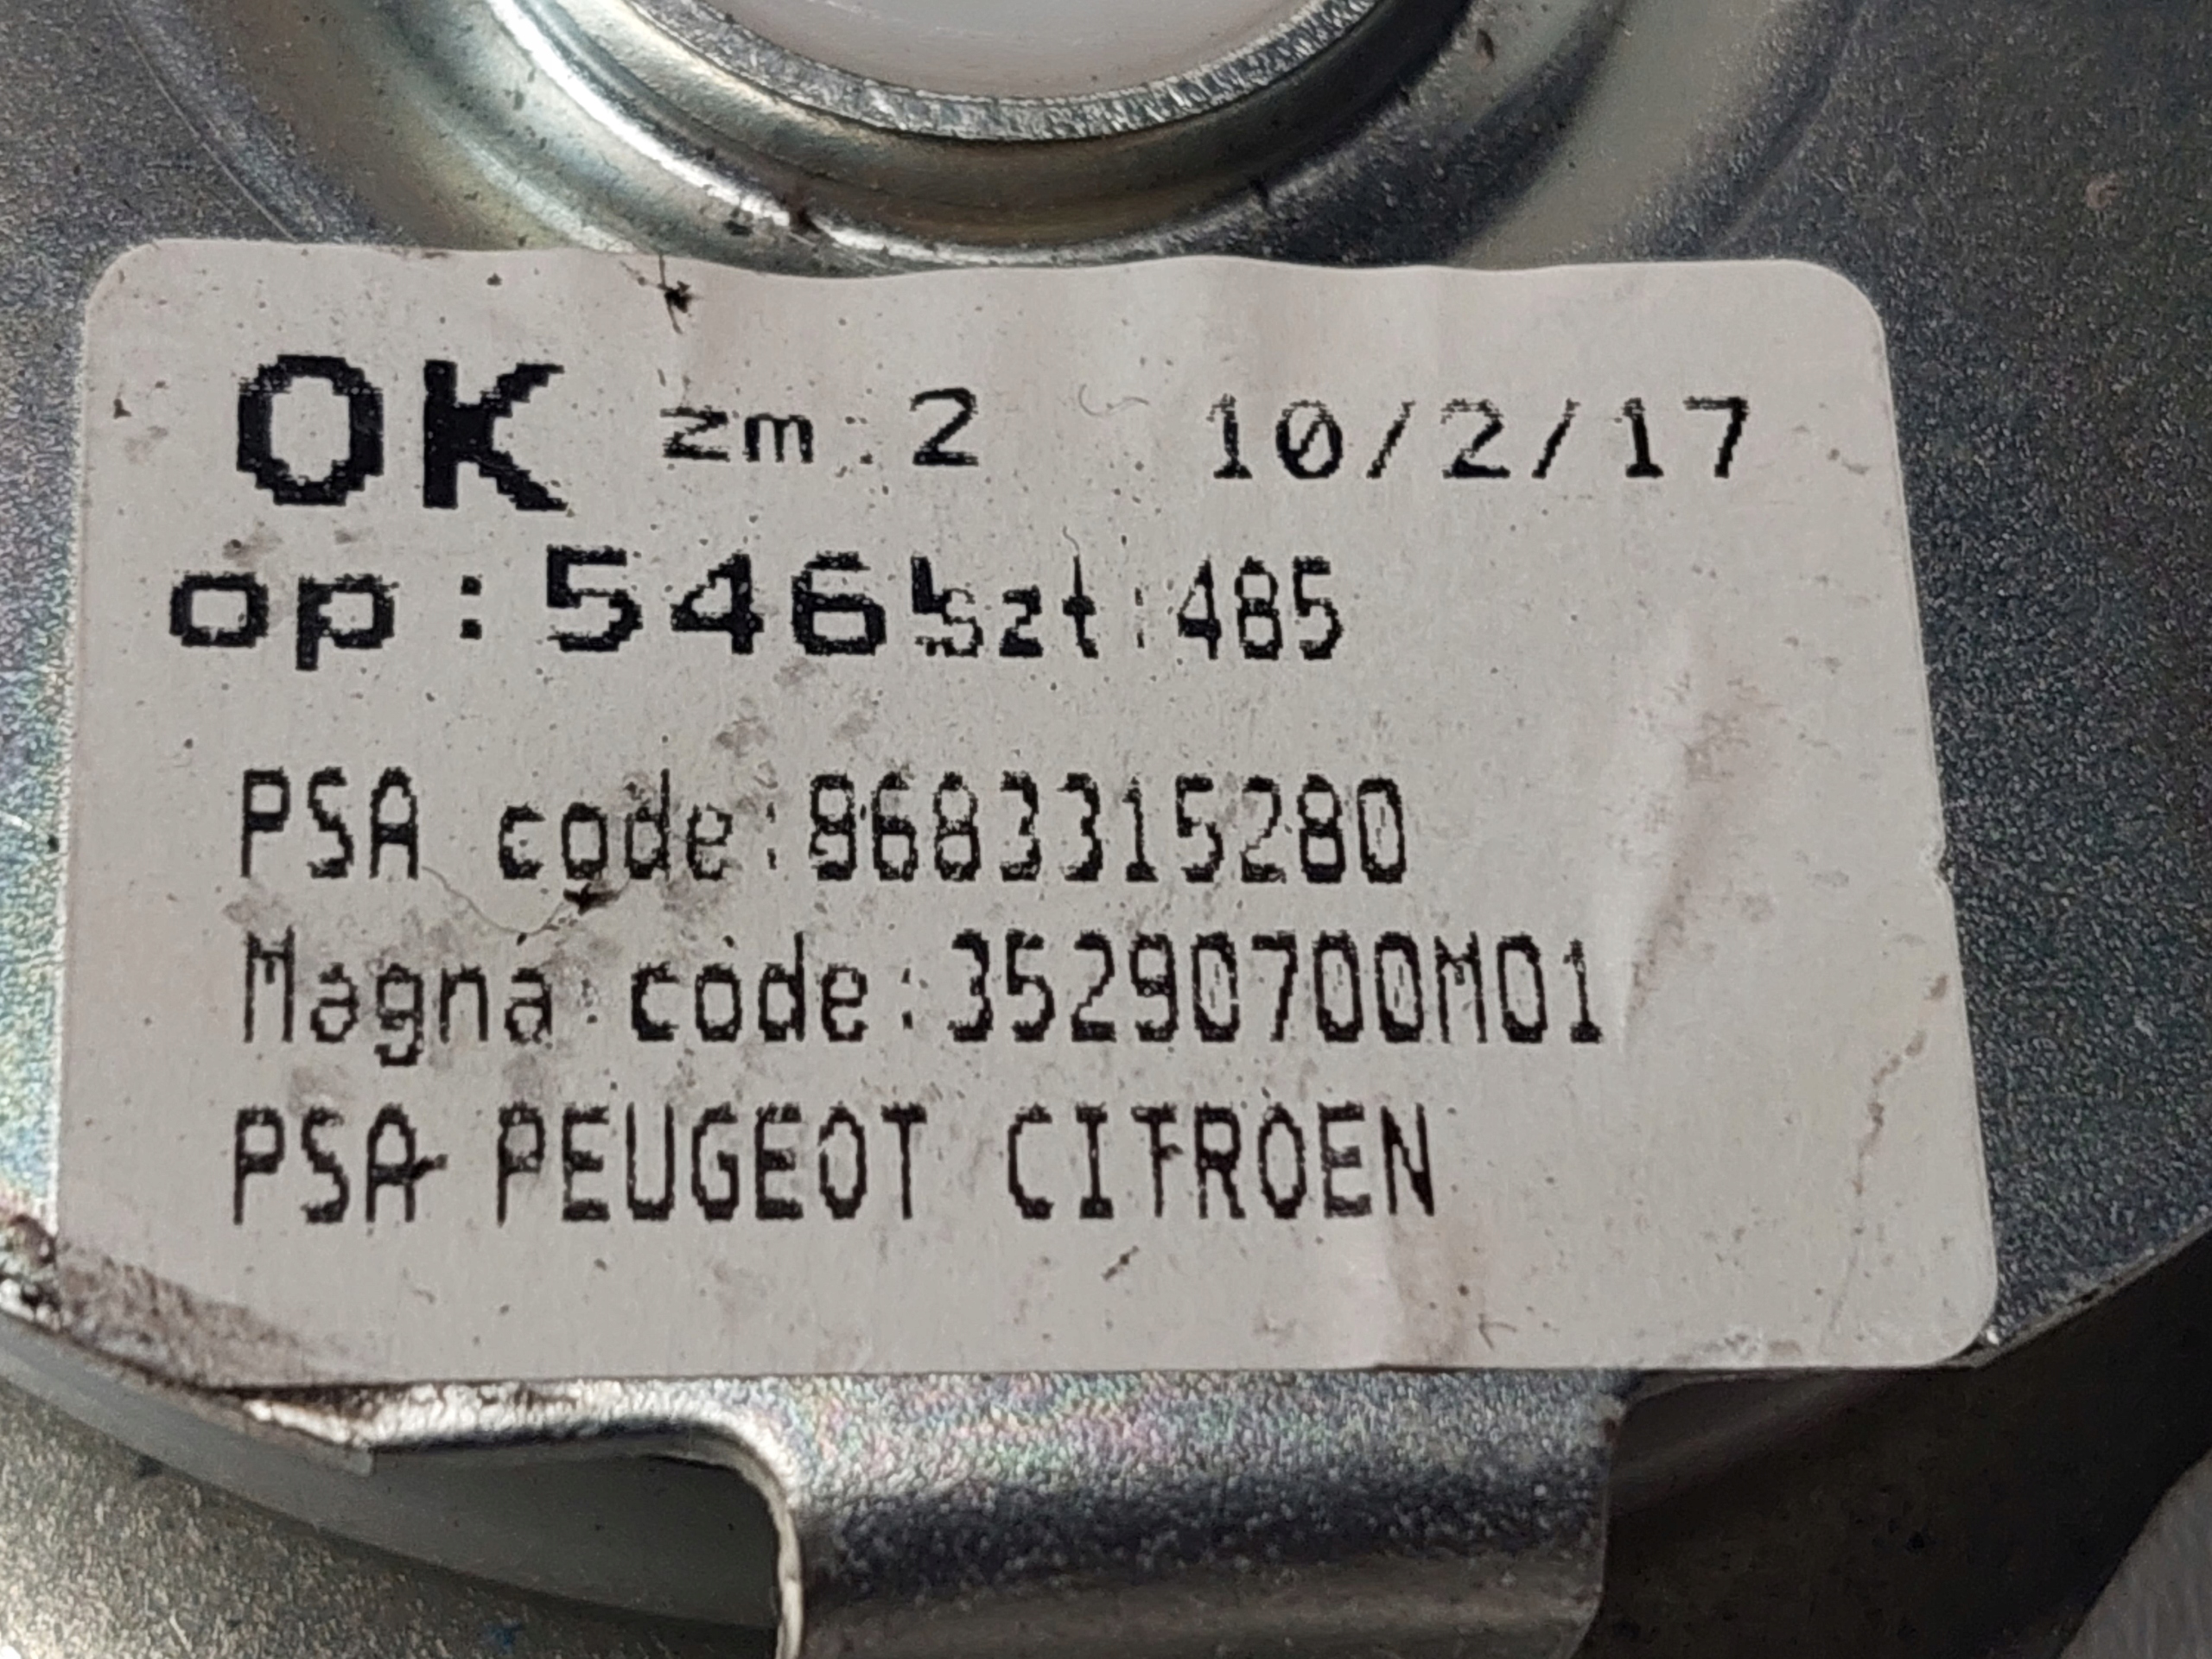 OK zm.2 10/2/17
op:546 szt:485
PSA code:9683315280
Magna code:35290700M01
PSA PEUGEOT CITROEN